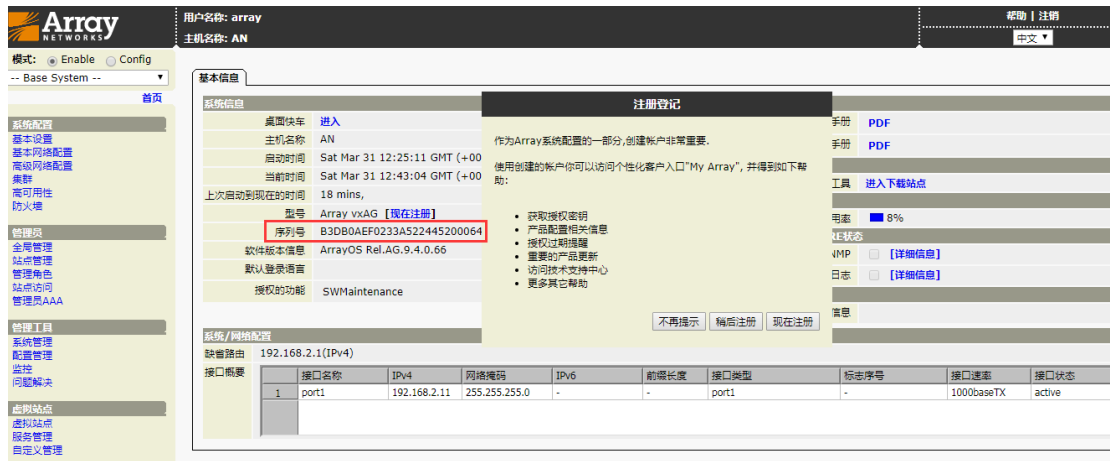 Array
NETWORKS
用户名称: array
主机名称: AN
帮助 | 注销
中文
模式: Enable Config
-- Base System --
首页
系统配置
基本设置
基本网络配置
高级网络配置
集群
高可用性
防火墙
管理员
全局管理
站点管理
管理角色
站点访问
管理员AAA
管理工具
系统管理
配置管理
监控
问题解决
虚拟站点
虚拟站点
服务管理
自定义管理
基本信息
系统信息
桌面快车 进入
主机名称 AN
启动时间 Sat Mar 31 12:25:11 GMT (+00
当前时间 Sat Mar 31 12:43:04 GMT (+00
上次启动到现在的时间 18 mins,
型号 Array vxAG [现在注册]
序列号 B3DB0AEF0233A522445200064
软件版本信息 ArrayOS Rel.AG.9.4.0.66
默认登录语言
授权的功能 SWMaintenance
注册登记
作为Array系统配置的一部分,创建帐户非常重要.
使用创建的帐户你可以访问个性化客户入口"My Array", 并得到如下帮
助:
• 获取授权密钥
• 产品配置相关信息
• 授权过期提醒
• 重要的产品更新
• 访问技术支持中心
• 更多其它帮助
不再提示 稍后注册 现在注册
手册 PDF
手册 PDF
工具 进入下载站点
用率 8%
RE状态
NMP [详细信息]
日志 [详细信息]
信息
系统/网络配置
缺省路由 192.168.2.1(IPv4)
接口概要
接口名称 IPv4 网络掩码 IPv6 前缀长度 接口类型 标志序号 接口速率 接口状态
1 port1 192.168.2.11 255.255.255.0 - - port1 - 1000baseTX active